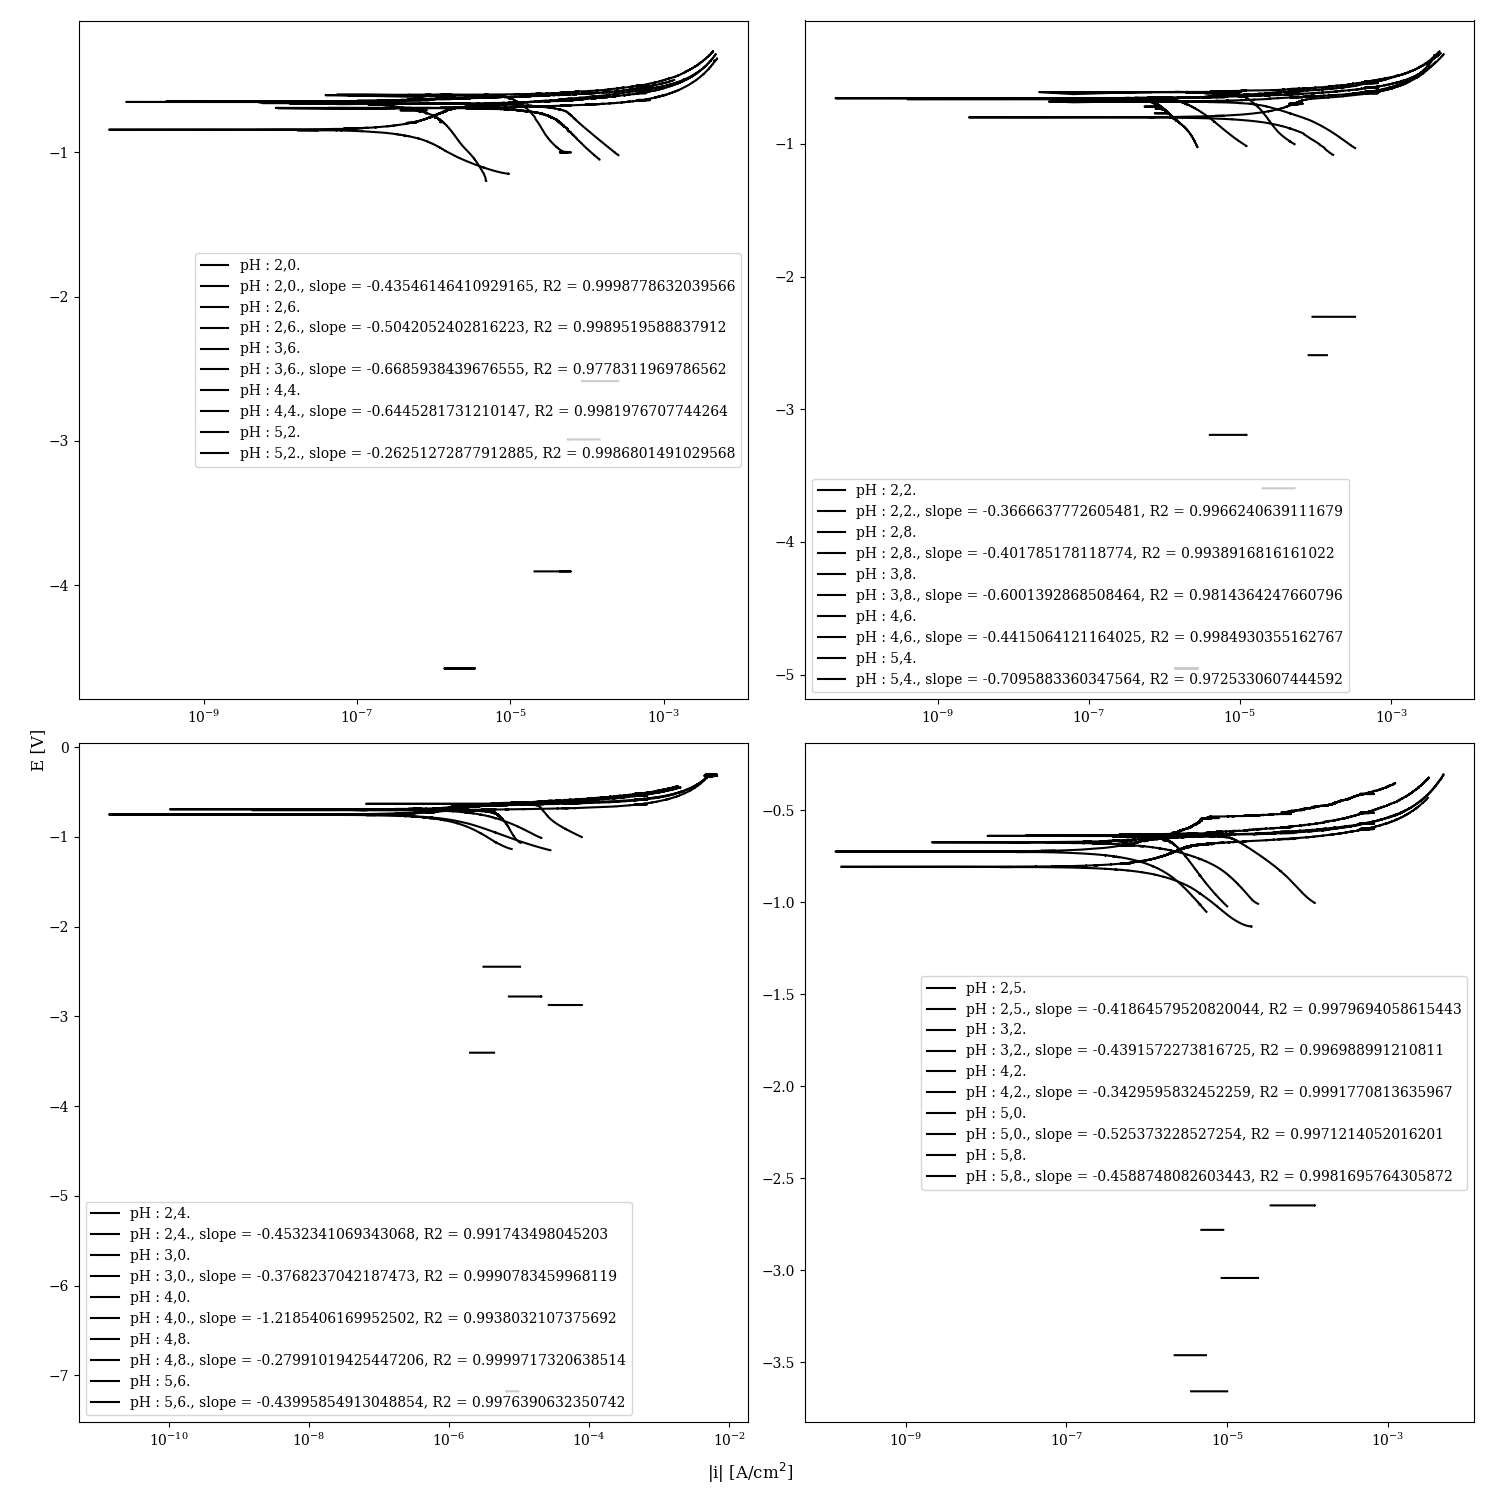 −1
−2
−3
−4
10⁻⁹ 10⁻⁷ 10⁻⁵ 10⁻³
pH : 2,0.
pH : 2,0., slope = -0.43546146410929165, R2 = 0.9998778632039566
pH : 2,6.
pH : 2,6., slope = -0.5042052402816223, R2 = 0.9989519588837912
pH : 3,6.
pH : 3,6., slope = -0.6685938439676555, R2 = 0.9778311969786562
pH : 4,4.
pH : 4,4., slope = -0.6445281731210147, R2 = 0.9981976707744264
pH : 5,2.
pH : 5,2., slope = -0.26251272877912885, R2 = 0.9986801491029568
−1
−2
−3
−4
−5
10⁻⁹ 10⁻⁷ 10⁻⁵ 10⁻³
pH : 2,2.
pH : 2,2., slope = -0.3666637772605481, R2 = 0.9966240639111679
pH : 2,8.
pH : 2,8., slope = -0.401785178118774, R2 = 0.9938916816161022
pH : 3,8.
pH : 3,8., slope = -0.6001392868508464, R2 = 0.9814364247660796
pH : 4,6.
pH : 4,6., slope = -0.4415064121164025, R2 = 0.9984930355162767
pH : 5,4.
pH : 5,4., slope = -0.7095883360347564, R2 = 0.9725330607444592
E [V]
0
−1
−2
−3
−4
−5
−6
−7
10⁻¹⁰ 10⁻⁸ 10⁻⁶ 10⁻⁴ 10⁻²
pH : 2,4.
pH : 2,4., slope = -0.4532341069343068, R2 = 0.991743498045203
pH : 3,0.
pH : 3,0., slope = -0.3768237042187473, R2 = 0.9990783459968119
pH : 4,0.
pH : 4,0., slope = -1.2185406169952502, R2 = 0.9938032107375692
pH : 4,8.
pH : 4,8., slope = -0.27991019425447206, R2 = 0.9999717320638514
pH : 5,6.
pH : 5,6., slope = -0.43995854913048854, R2 = 0.9976390632350742
−0.5
−1.0
−1.5
−2.0
−2.5
−3.0
−3.5
10⁻⁹ 10⁻⁷ 10⁻⁵ 10⁻³
pH : 2,5.
pH : 2,5., slope = -0.41864579520820044, R2 = 0.9979694058615443
pH : 3,2.
pH : 3,2., slope = -0.4391572273816725, R2 = 0.996988991210811
pH : 4,2.
pH : 4,2., slope = -0.3429595832452259, R2 = 0.9991770813635967
pH : 5,0.
pH : 5,0., slope = -0.525373228527254, R2 = 0.9971214052016201
pH : 5,8.
pH : 5,8., slope = -0.4588748082603443, R2 = 0.9981695764305872
|i| [A/cm²]